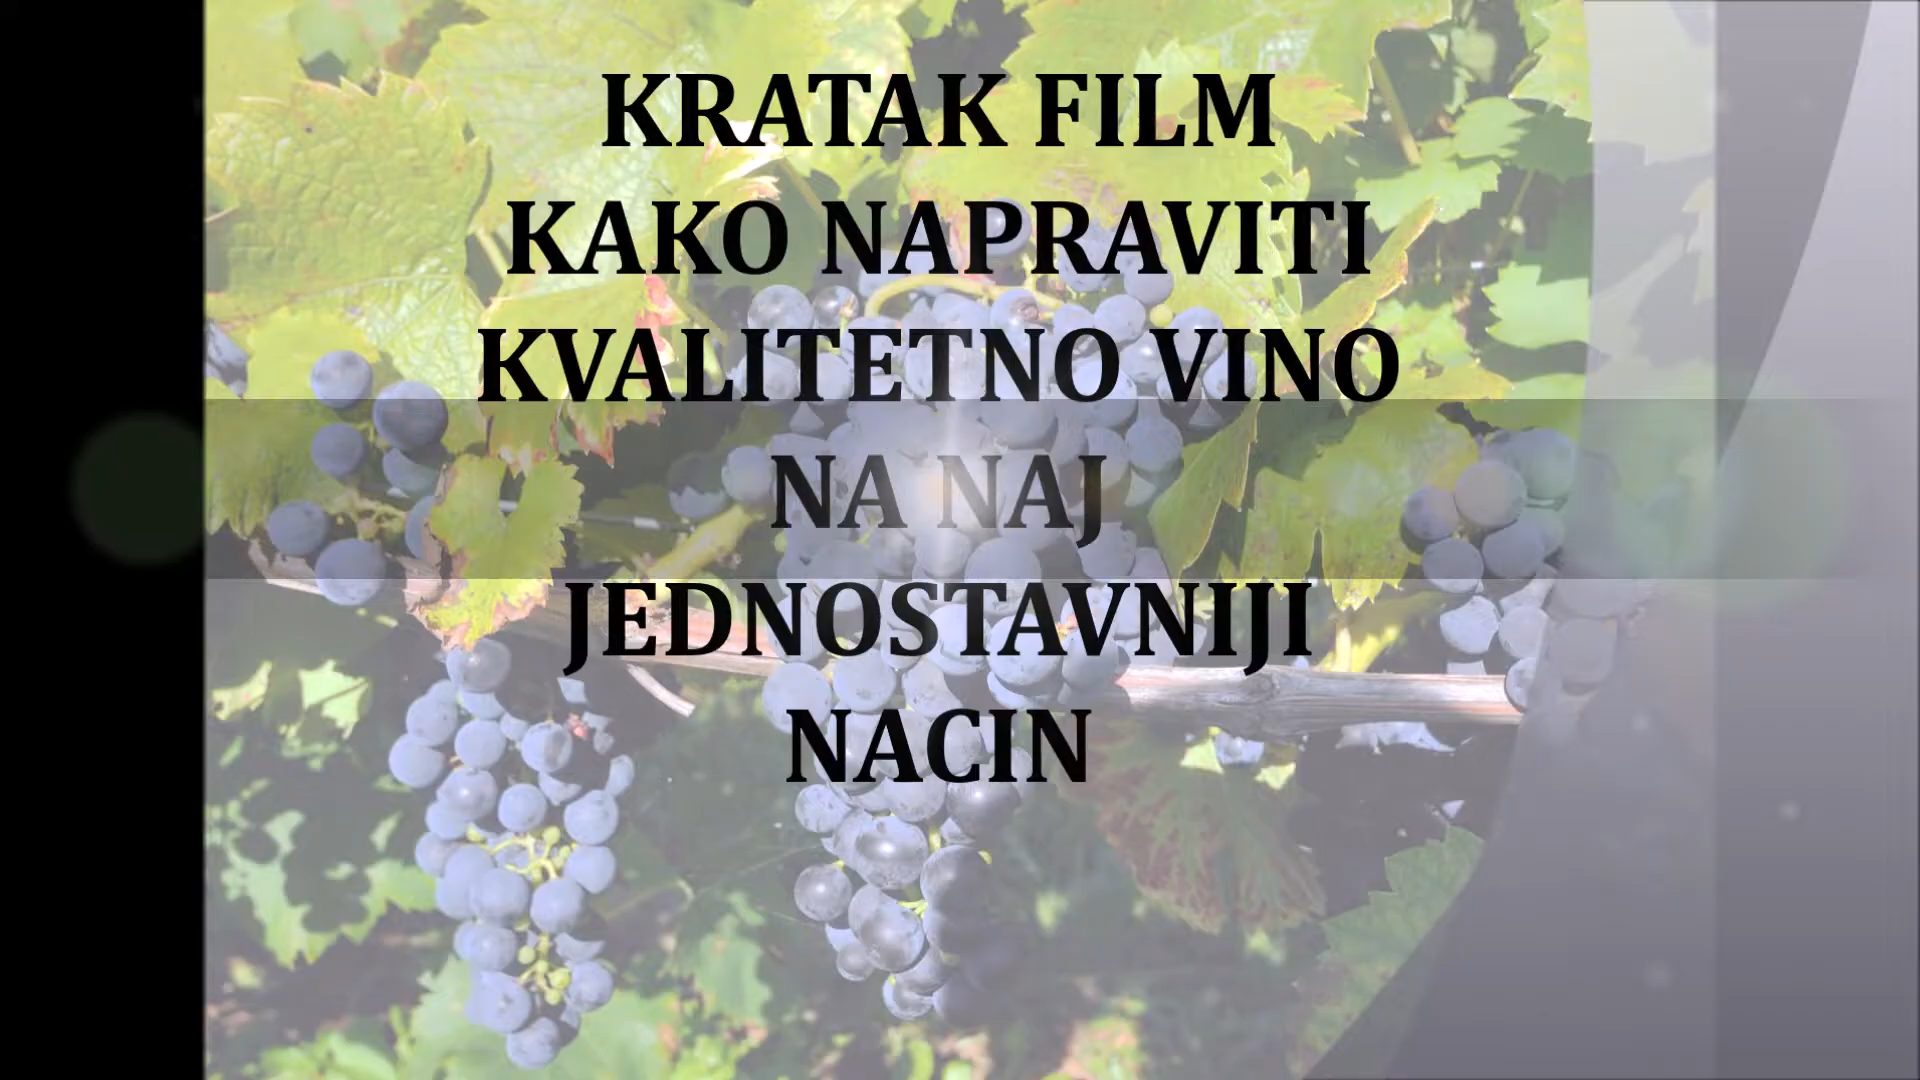 KRATAK FILM
KAKO NAPRAVITI
KVALITETNO VINO
NA NAJ
JEDNOSTAVNIJI
NACIN